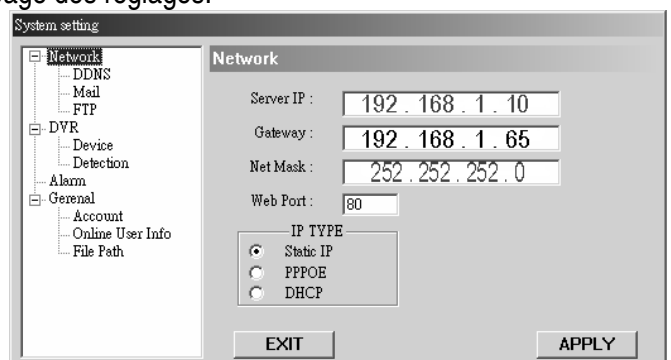 des réglages.
System setting
Network
DDNS
Mail
FTP
DVR
Device
Detection
Alarm
Gerenal
Account
Online User Info
File Path
Network
Server IP : 192 . 168 . 1 . 10
Gateway : 192 . 168 . 1 . 65
Net Mask : 252 . 252 . 252 . 0
Web Port : 80
IP TYPE
Static IP
PPPOE
DHCP
EXIT APPLY